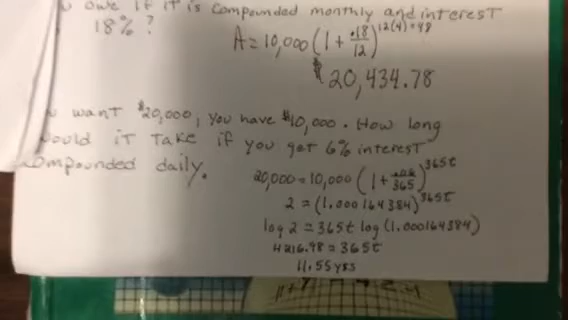 owe if it is compounded monthly and interest
18%?
A = 10,000 (1 + .18/12)^12(4)=48
$20,434.78
want $20,000, you have $10,000. How long
would it take if you get 6% interest
compounded daily.
20,000 = 10,000 (1 + .06/365)^365t
2 = (1.000164384)^365t
log 2 = 365t log (1.000164384)
4216.98 = 365t
11.55 yrs